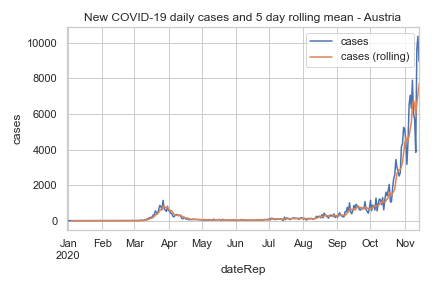 New COVID-19 daily cases and 5 day rolling mean - Austria
cases
cases (rolling)
10000
8000
6000
4000
2000
0
cases
Jan Feb Mar Apr May Jun Jul Aug Sep Oct Nov
2020
dateRep